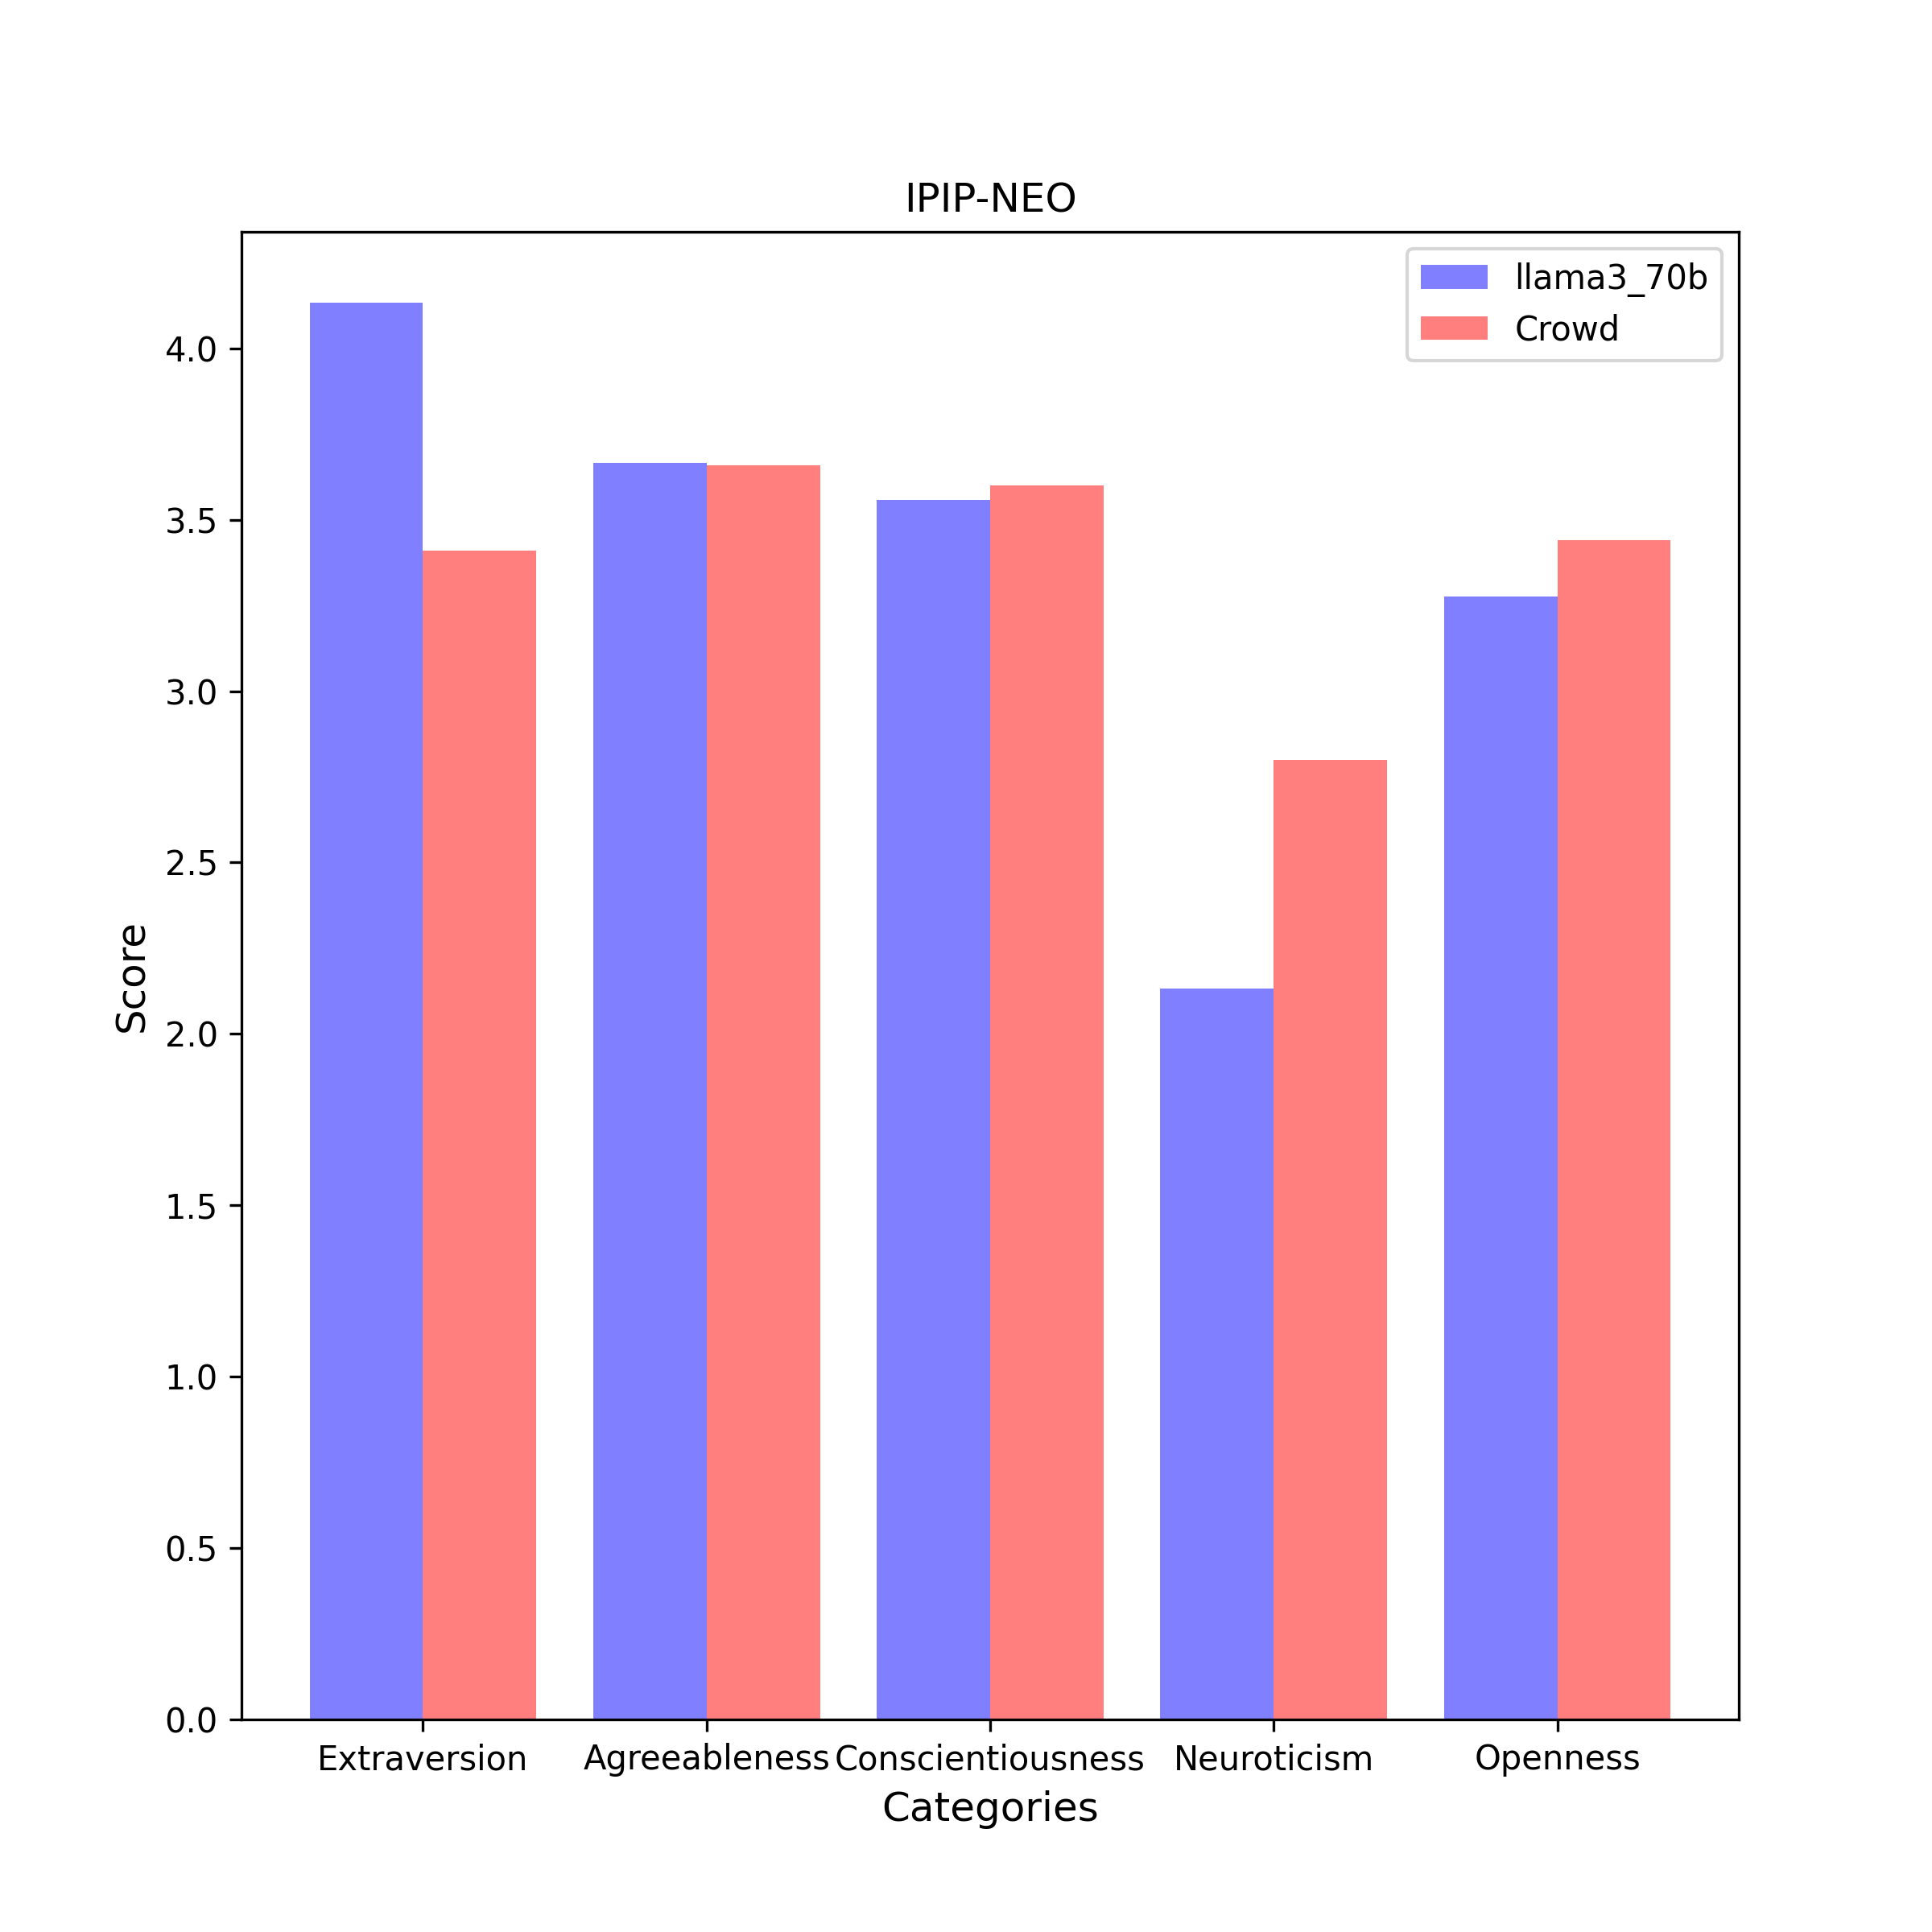 IPIP-NEO
llama3_70b
Crowd
4.0
3.5
3.0
2.5
2.0
1.5
1.0
0.5
0.0
Score
Extraversion Agreeableness Conscientiousness Neuroticism Openness
Categories